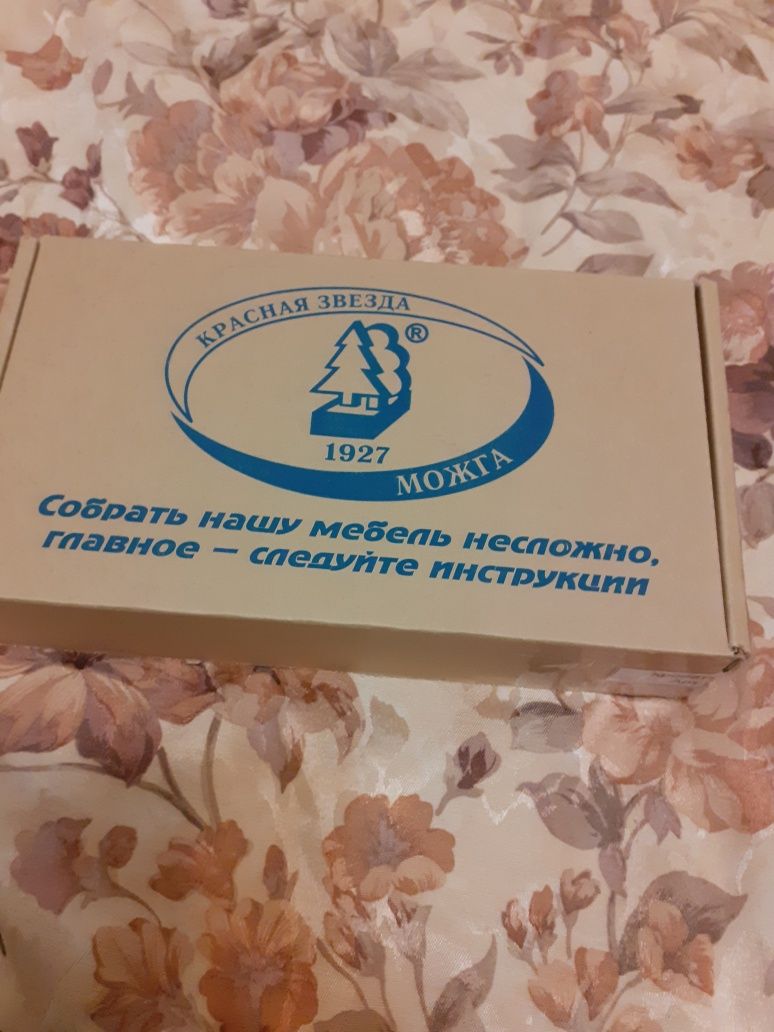 КРАСНАЯ ЗВЕЗДА
®
1927
МОЖГА
Собрать нашу мебель несложно,
главное – следуйте инструкции